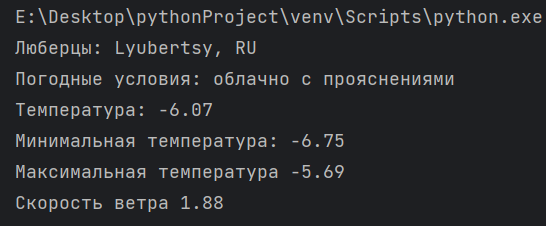 E:\Desktop\pythonProject\venv\Scripts\python.exe
Люберцы: Lyubertsy, RU
Погодные условия: облачно с прояснениями
Температура: -6.07
Минимальная температура: -6.75
Максимальная температура -5.69
Скорость ветра 1.88